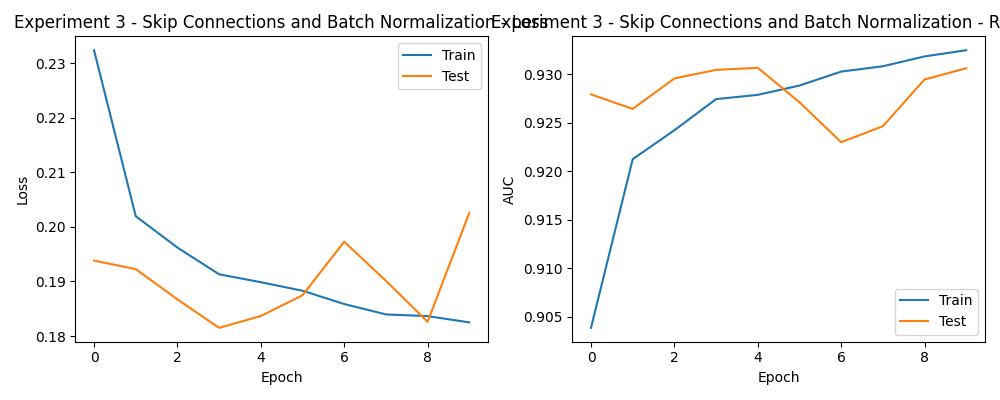 Experiment 3 - Skip Connections and Batch Normalization - Loss
Experiment 3 - Skip Connections and Batch Normalization - R
0.23
0.22
0.21
0.20
0.19
0.18
Loss
0
2
4
6
8
Epoch
Train
Test
0.930
0.925
0.920
0.915
0.910
0.905
AUC
0
2
4
6
8
Epoch
Train
Test